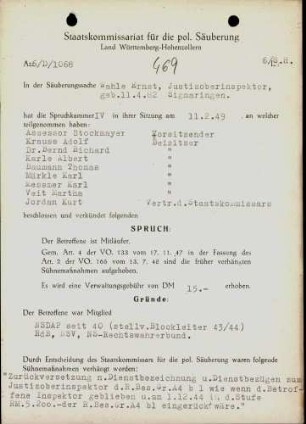 Staatskommissariat für die pol. Säuberung
Land Württemberg-Hohenzollern
Az: 6/D/1066
469
In der Säuberungssache Wahle Ernst, Justizoberinspektor,
geb. 11.4.82 Sigmaringen.
hat die Spruchkammer IV in ihrer Sitzung am 11.2.49 an welcher
teilgenommen haben:
Assessor Stockmayer Vorsitzender
Krause Adolf Beisitzer
Dr. Bernd Richard "
Karle Albert "
Baumann Thomas "
Märkle Karl "
Messner Karl "
Veit Martha "
Jordan Kurt Vertr.d.Staatskommissars
beschlossen und verkündet folgenden
SPRUCH:
Der Betroffene ist Mitläufer.
Gem. Art. 4 der VO. 133 vom 17. 11. 47 in der Fassung des
Art. 5 der VO. 165 vom 13. 7. 48 sind die früher verhängten
Sühnemaßnahmen aufgehoben.
Es wird eine Verwaltungsgebühr von DM 15.- erhoben.
Gründe:
Der Betroffene war Mitglied
NSDAP seit 40 (stellv.Blockleiter 43/44)
RdB, NSV, NS-Rechtswahrerbund.
Durch Entscheidung des Staatskommissars für die pol. Säuberung waren folgende
Sühnemaßnahmen verhängt worden:
"Zurückversetzung n.Dienstbezeichnung u.Dienstbezügen zum
Justizoberinspektor d.R.Bes.Gr.A4 b 1 wie wenn d.Betrof-
fene Inspektor geblieben u.am 1.12.44 in d.Stufe
RM.5.200.- der R.Bes.Gr.A4 b1 eingerückt wäre."